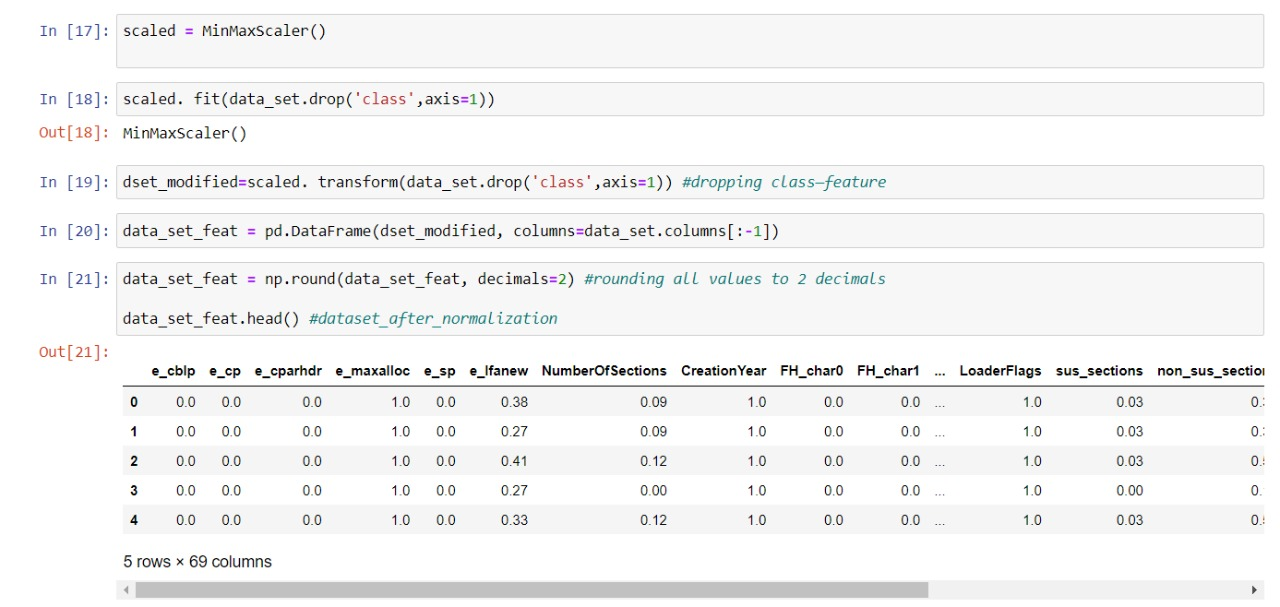 In [17]: scaled = MinMaxScaler()
In [18]: scaled. fit(data_set.drop('class',axis=1))
Out[18]: MinMaxScaler()
In [19]: dset_modified=scaled. transform(data_set.drop('class',axis=1)) #dropping class—feature
In [20]: data_set_feat = pd.DataFrame(dset_modified, columns=data_set.columns[:-1])
In [21]: data_set_feat = np.round(data_set_feat, decimals=2) #rounding all values to 2 decimals
data_set_feat.head() #dataset_after_normalization
Out[21]:
e_cblp e_cp e_cparhdr e_maxalloc e_sp e_lfanew NumberOfSections CreationYear FH_char0 FH_char1 ... LoaderFlags sus_sections
0 0.0 0.0 0.0 1.0 0.0 0.38 0.09 1.0 0.0 0.0 ... 1.0 0.03
1 0.0 0.0 0.0 1.0 0.0 0.27 0.09 1.0 0.0 0.0 ... 1.0 0.03
2 0.0 0.0 0.0 1.0 0.0 0.41 0.12 1.0 0.0 0.0 ... 1.0 0.03
3 0.0 0.0 0.0 1.0 0.0 0.27 0.00 1.0 0.0 0.0 ... 1.0 0.00
4 0.0 0.0 0.0 1.0 0.0 0.33 0.12 1.0 0.0 0.0 ... 1.0 0.03
5 rows × 69 columns